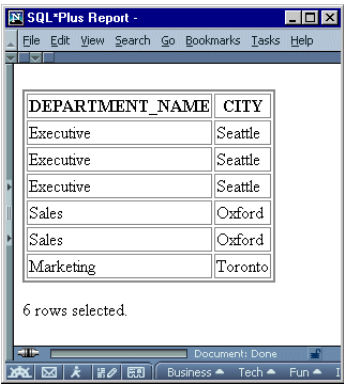 SQL*Plus Report -
File Edit View Search Go Bookmarks Tasks Help
DEPARTMENT_NAME CITY
Executive Seattle
Executive Seattle
Executive Seattle
Sales Oxford
Sales Oxford
Marketing Toronto
6 rows selected.
Document: Done
Business Tech Fun